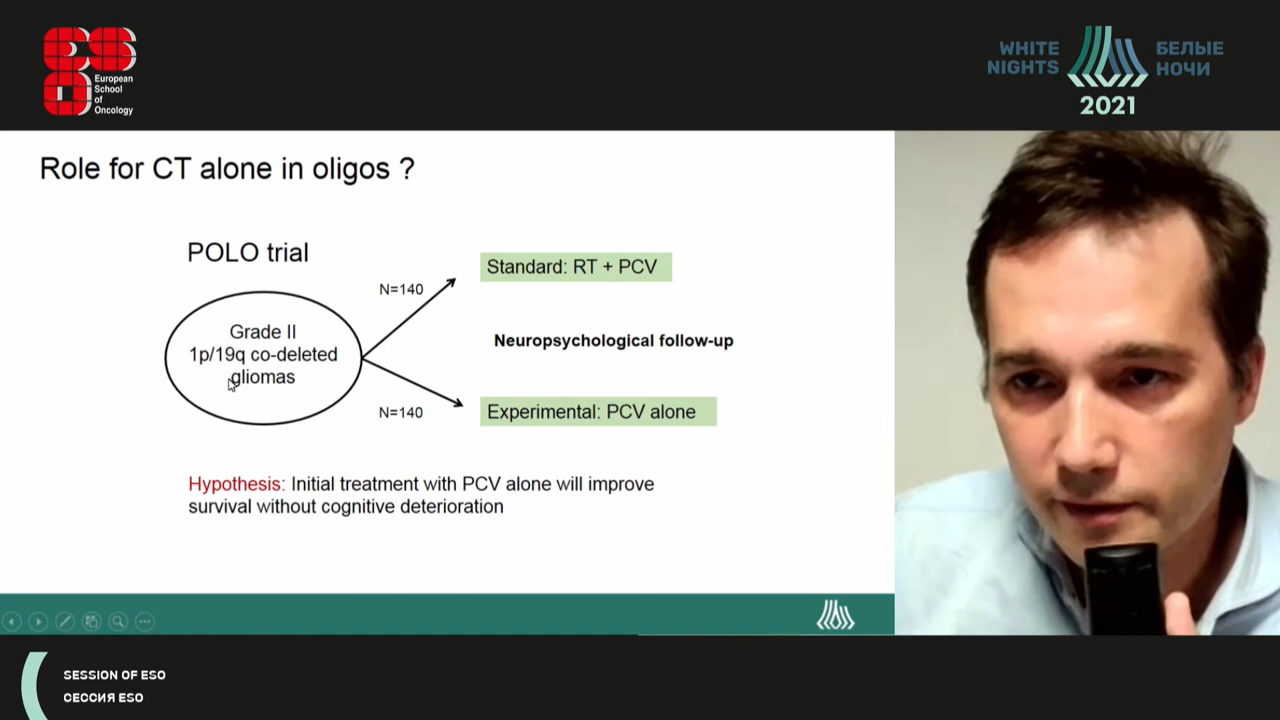 European
School
of
Oncology
WHITE
NIGHTS
БЕЛЫЕ
НОЧИ
2021
Role for CT alone in oligos ?
POLO trial
Grade II
1p/19q co-deleted
gliomas
N=140
N=140
Standard: RT + PCV
Neuropsychological follow-up
Experimental: PCV alone
Hypothesis: Initial treatment with PCV alone will improve
survival without cognitive deterioration
SESSION OF ESO
СЕССИЯ ESO